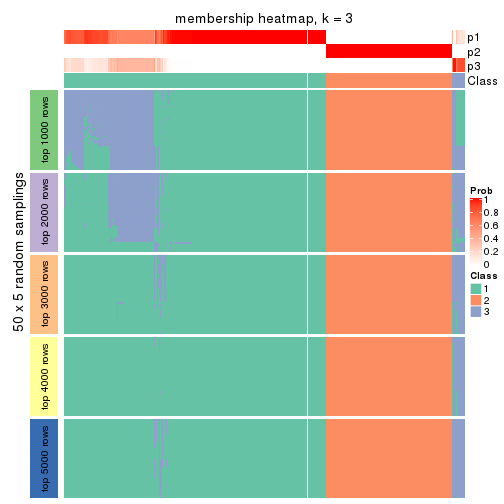 membership heatmap, k = 3
p1
p2
p3
Class
50 x 5 random samplings
top 1000 rows
top 2000 rows
top 3000 rows
top 4000 rows
top 5000 rows
Prob
1
0.8
0.6
0.4
0.2
0
Class
1
2
3